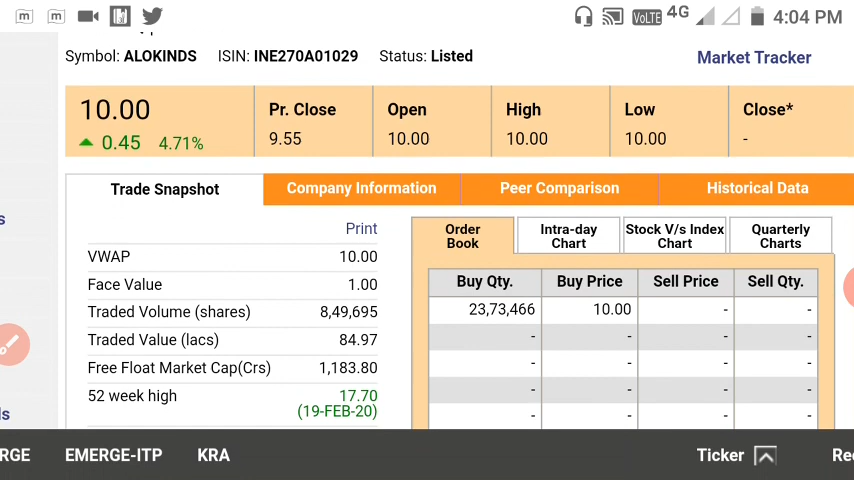 4G 4:04 PM
VoLTE
Symbol: ALOKINDS ISIN: INE270A01029 Status: Listed Market Tracker
10.00 Pr. Close Open High Low Close*
0.45 4.71% 9.55 10.00 10.00 10.00 -
Trade Snapshot Company Information Peer Comparison Historical Data
s
Print
Order Book Intra-day Chart Stock V/s Index Chart Quarterly Charts
VWAP 10.00
Face Value 1.00
Traded Volume (shares) 8,49,695
Traded Value (lacs) 84.97
Free Float Market Cap(Crs) 1,183.80
52 week high 17.70
(19-FEB-20)
Buy Qty. Buy Price Sell Price Sell Qty.
23,73,466 10.00 - -
- - - -
- - - -
- - - -
- - - -
ls
RGE EMERGE-ITP KRA Ticker Re